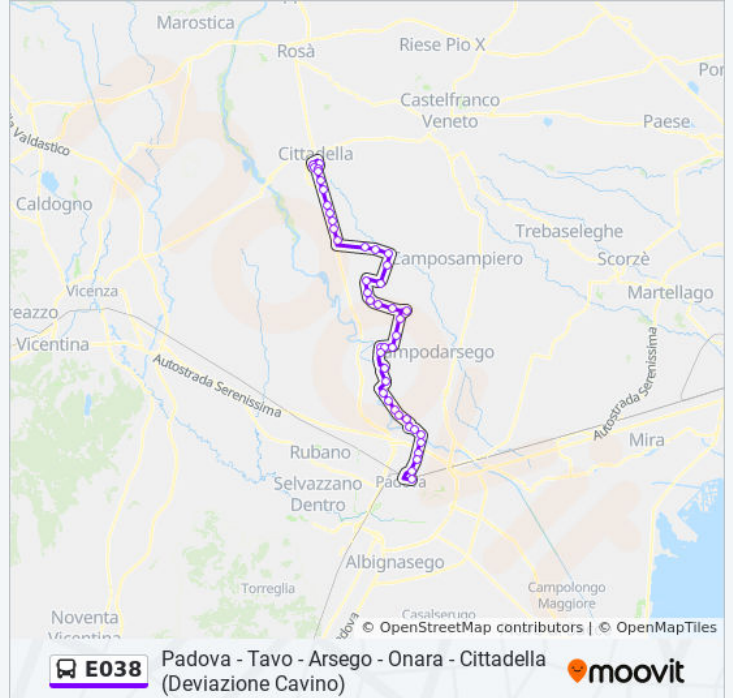 Marostica
Rosà
Riese Pio X
Castelfranco
Veneto
Paese
Valdastico
Cittadella
Caldogno
Trebaseleghe
Camposampiero
Scorzè
Vicenza
Martellago
Vicentina
Campodarsego
Autostrada Serenissima
Autostrada Serenissima
Mira
Rubano
Selvazzano
Dentro
Padova
Albignasego
Torreglia
Campolongo
Maggiore
Noventa
Vicentina
Casalserugo
© OpenStreetMap contributors | © OpenMapTiles
E038
Padova - Tavo - Arsego - Onara - Cittadella
(Deviazione Cavino)
moovit